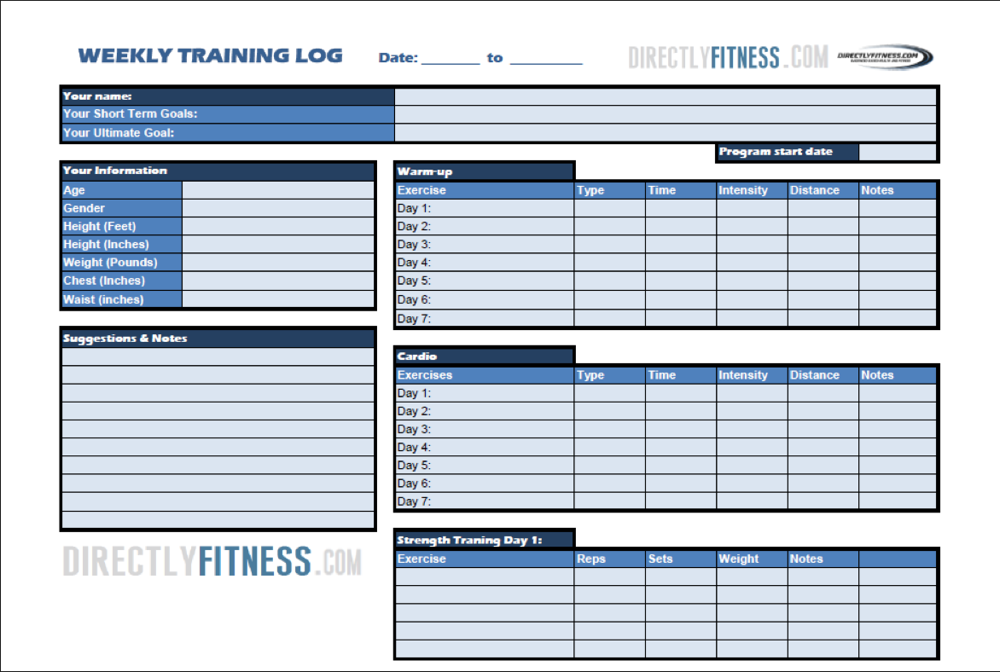 WEEKLY TRAINING LOG Date: ________ to __________ DIRECTLYFITNESS.COM DIRECTLYFITNESS.COM
Your name:
Your Short Term Goals:
Your Ultimate Goal:
Program start date
Your Information
Age
Gender
Height (Feet)
Height (Inches)
Weight (Pounds)
Chest (Inches)
Waist (inches)
Suggestions & Notes
DIRECTLYFITNESS.COM
Warm-up
Exercise Type Time Intensity Distance Notes
Day 1:
Day 2:
Day 3:
Day 4:
Day 5:
Day 6:
Day 7:
Cardio
Exercises Type Time Intensity Distance Notes
Day 1:
Day 2:
Day 3:
Day 4:
Day 5:
Day 6:
Day 7:
Strength Traning Day 1:
Exercise Reps Sets Weight Notes